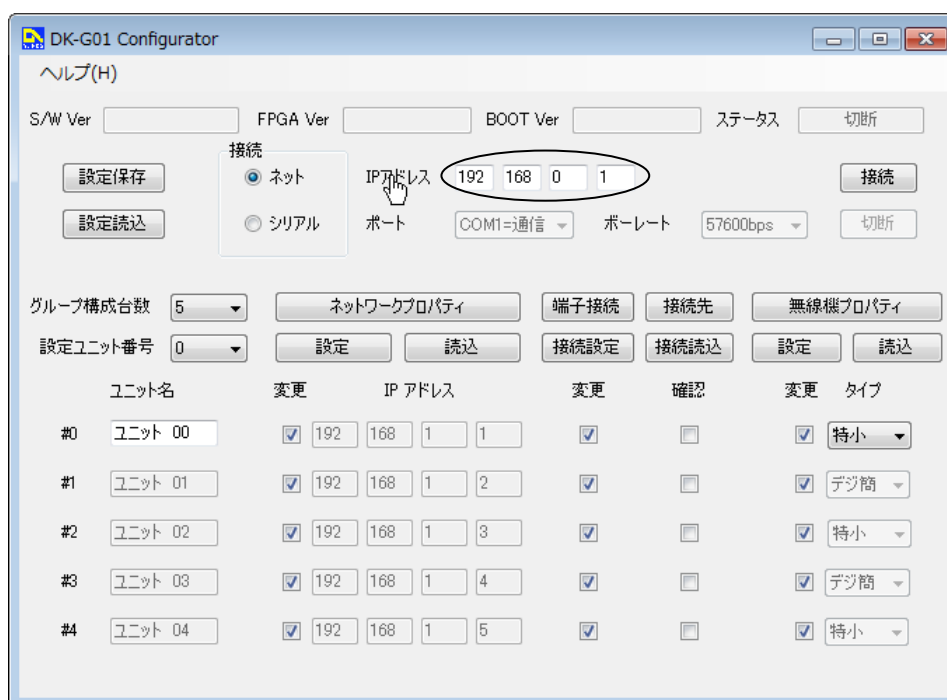 DK-G01 Configurator
ヘルプ(H)
S/W Ver FPGA Ver BOOT Ver ステータス 切断
接続
設定保存 ネット IPアドレス 192 168 0 1 接続
設定読込 シリアル ポート COM1=通信 ボーレート 57600bps 切断
グループ構成台数 5 ネットワークプロパティ 端子接続 接続先 無線機プロパティ
設定ユニット番号 0 設定 読込 接続設定 接続読込 設定 読込
ユニット名 変更 IP アドレス 変更 確認 変更 タイプ
#0 ユニット 00 192 168 1 1 特小
#1 ユニット 01 192 168 1 2 デジ簡
#2 ユニット 02 192 168 1 3 特小
#3 ユニット 03 192 168 1 4 デジ簡
#4 ユニット 04 192 168 1 5 特小